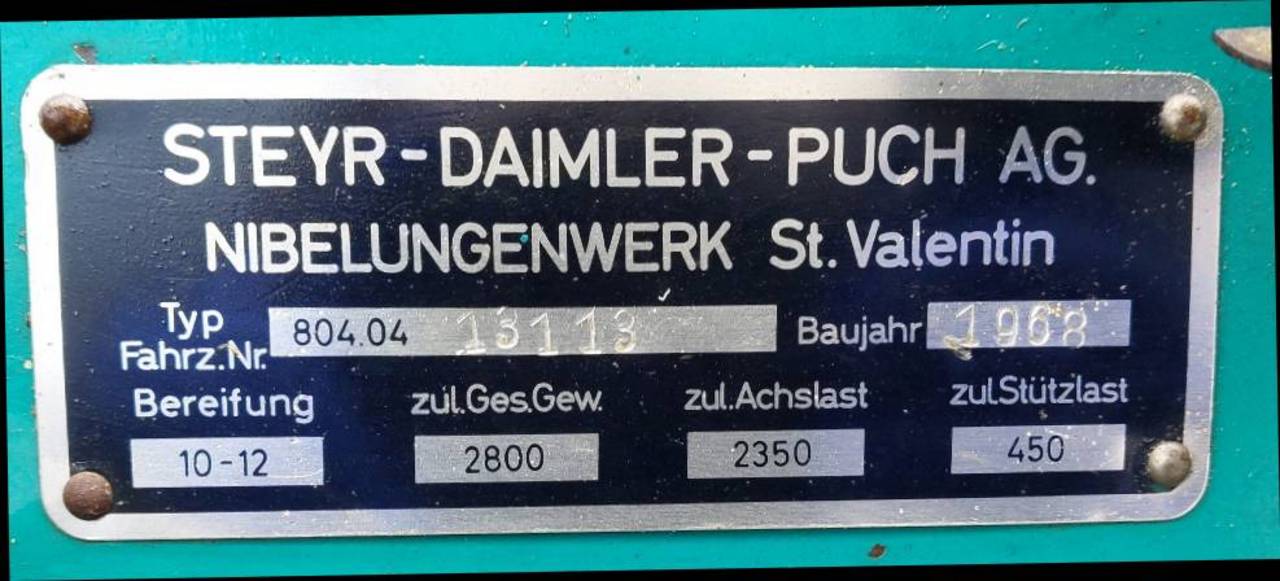 STEYR-DAIMLER-PUCH AG.
NIBELUNGENWERK St. Valentin
Typ Fahrz.Nr. 804.04 13113 Baujahr 1968
Bereifung zul.Ges.Gew. zul.Achslast zul.Stützlast
10-12 2800 2350 450